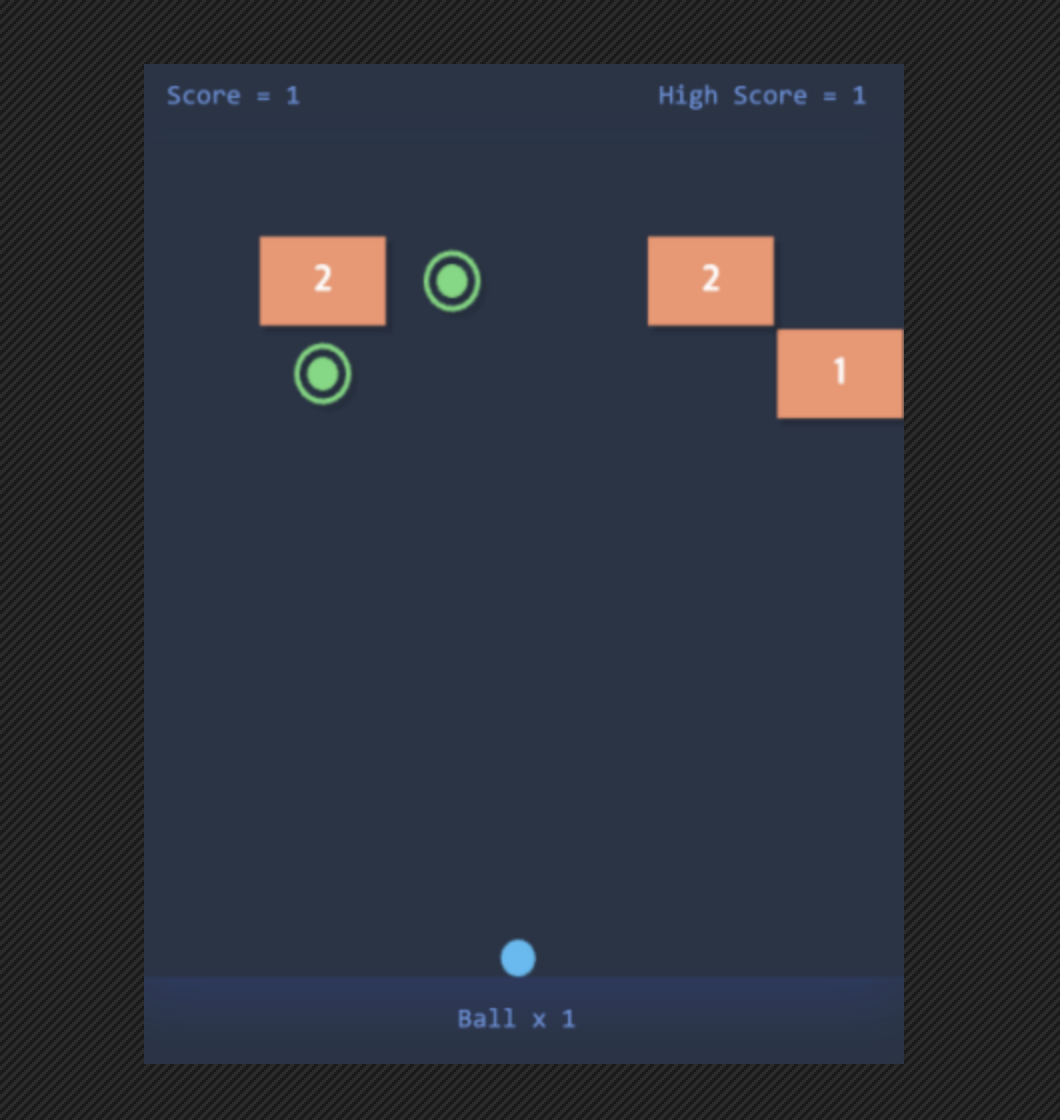 Score = 1
High Score = 1
2
2
1
Ball x 1